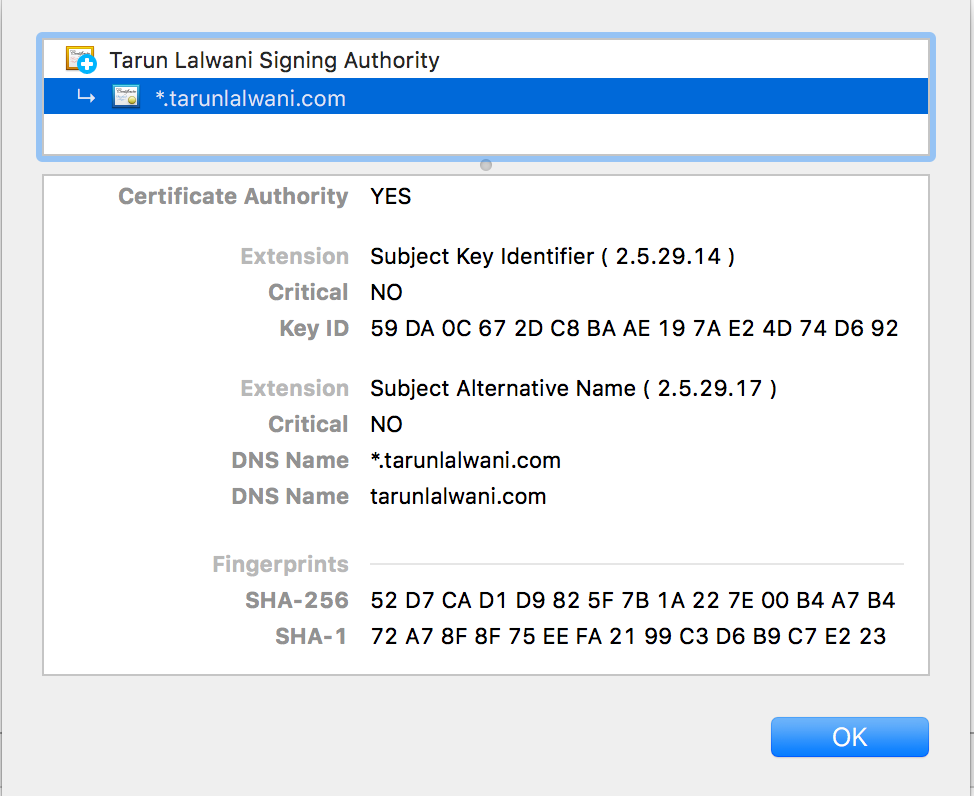 Tarun Lalwani Signing Authority
*.tarunlalwani.com
Certificate Authority YES
Extension Subject Key Identifier ( 2.5.29.14 )
Critical NO
Key ID 59 DA 0C 67 2D C8 BA AE 19 7A E2 4D 74 D6 92
Extension Subject Alternative Name ( 2.5.29.17 )
Critical NO
DNS Name *.tarunlalwani.com
DNS Name tarunlalwani.com
Fingerprints
SHA-256 52 D7 CA D1 D9 82 5F 7B 1A 22 7E 00 B4 A7 B4
SHA-1 72 A7 8F 8F 75 EE FA 21 99 C3 D6 B9 C7 E2 23
OK